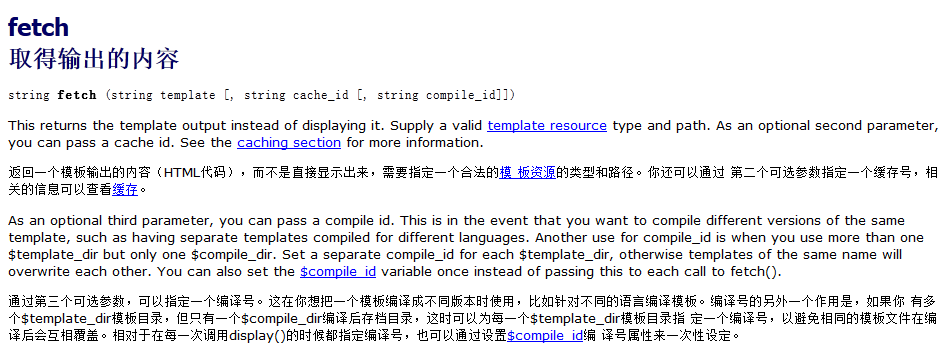 fetch
取得输出的内容
string fetch (string template [, string cache_id [, string compile_id]])
This returns the template output instead of displaying it. Supply a valid template resource type and path. As an optional second parameter,
you can pass a cache id. See the caching section for more information.
返回一个模板输出的内容（HTML代码），而不是直接显示出来，需要指定一个合法的模 板资源的类型和路径。你还可以通过 第二个可选参数指定一个缓存号，相
关的信息可以查看缓存。
As an optional third parameter, you can pass a compile id. This is in the event that you want to compile different versions of the same
template, such as having separate templates compiled for different languages. Another use for compile_id is when you use more than one
$template_dir but only one $compile_dir. Set a separate compile_id for each $template_dir, otherwise templates of the same name will
overwrite each other. You can also set the $compile_id variable once instead of passing this to each call to fetch().
通过第三个可选参数，可以指定一个编译号。这在你想把一个模板编译成不同版本时使用，比如针对不同的语言编译模板。编译号的另外一个作用是，如果你 有多
个$template_dir模板目录，但只有一个$compile_dir编译后存档目录，这时可以为每一个$template_dir模板目录指 定一个编译号，以避免相同的模板文件在编
译后会互相覆盖。相对于在每一次调用display()的时候都指定编译号，也可以通过设置$compile_id编 译号属性来一次性设定。